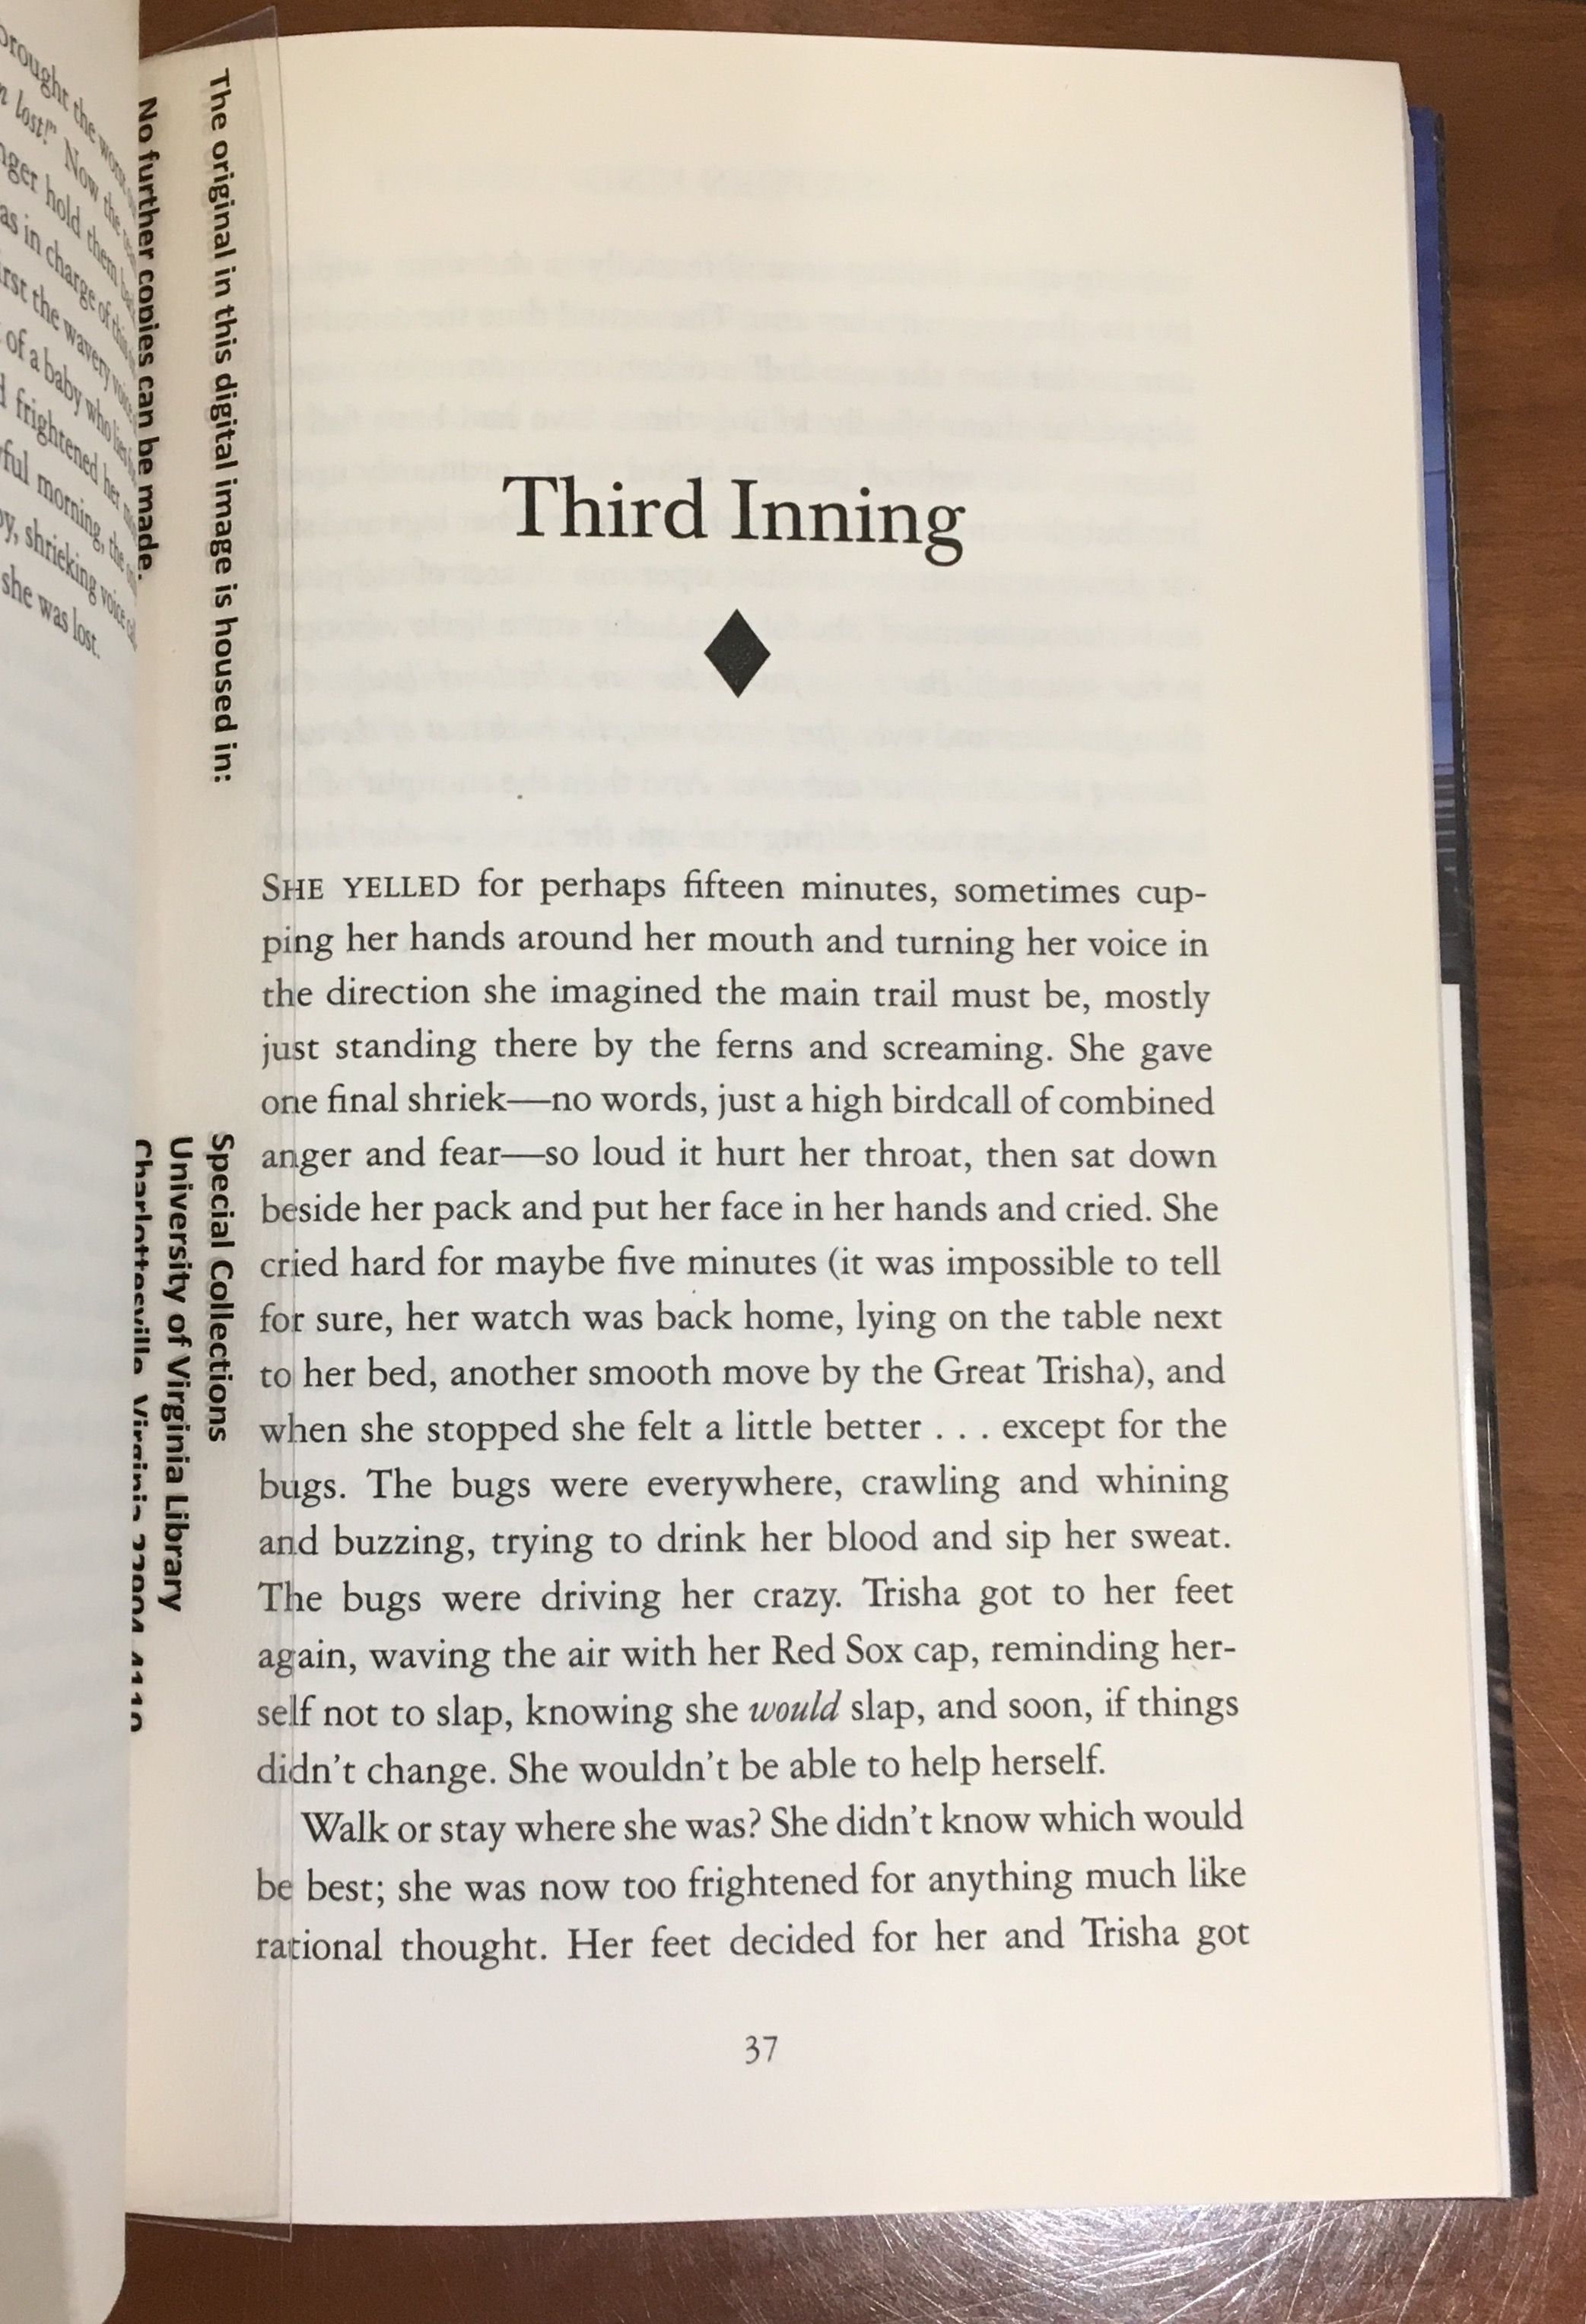 brought the
lost!" Now the
hold them
as in charge of this
the wavery voice
of a baby who lies
frightened her
morning, the
shrieking voice
she was lost.
The original in this digital image is housed in:
No further copies can be made.
Special Collections
University of Virginia Library
Charlottesville, Virginia 22904-4110
Third Inning
SHE YELLED for perhaps fifteen minutes, sometimes cup-
ping her hands around her mouth and turning her voice in
the direction she imagined the main trail must be, mostly
just standing there by the ferns and screaming. She gave
one final shriek—no words, just a high birdcall of combined
anger and fear—so loud it hurt her throat, then sat down
beside her pack and put her face in her hands and cried. She
cried hard for maybe five minutes (it was impossible to tell
for sure, her watch was back home, lying on the table next
to her bed, another smooth move by the Great Trisha), and
when she stopped she felt a little better . . . except for the
bugs. The bugs were everywhere, crawling and whining
and buzzing, trying to drink her blood and sip her sweat.
The bugs were driving her crazy. Trisha got to her feet
again, waving the air with her Red Sox cap, reminding her-
self not to slap, knowing she would slap, and soon, if things
didn't change. She wouldn't be able to help herself.
Walk or stay where she was? She didn't know which would
be best; she was now too frightened for anything much like
rational thought. Her feet decided for her and Trisha got
37